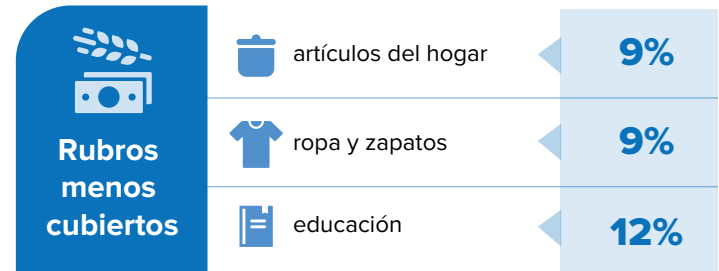 Rubros
menos
cubiertos
artículos del hogar
9%
ropa y zapatos
9%
educación
12%